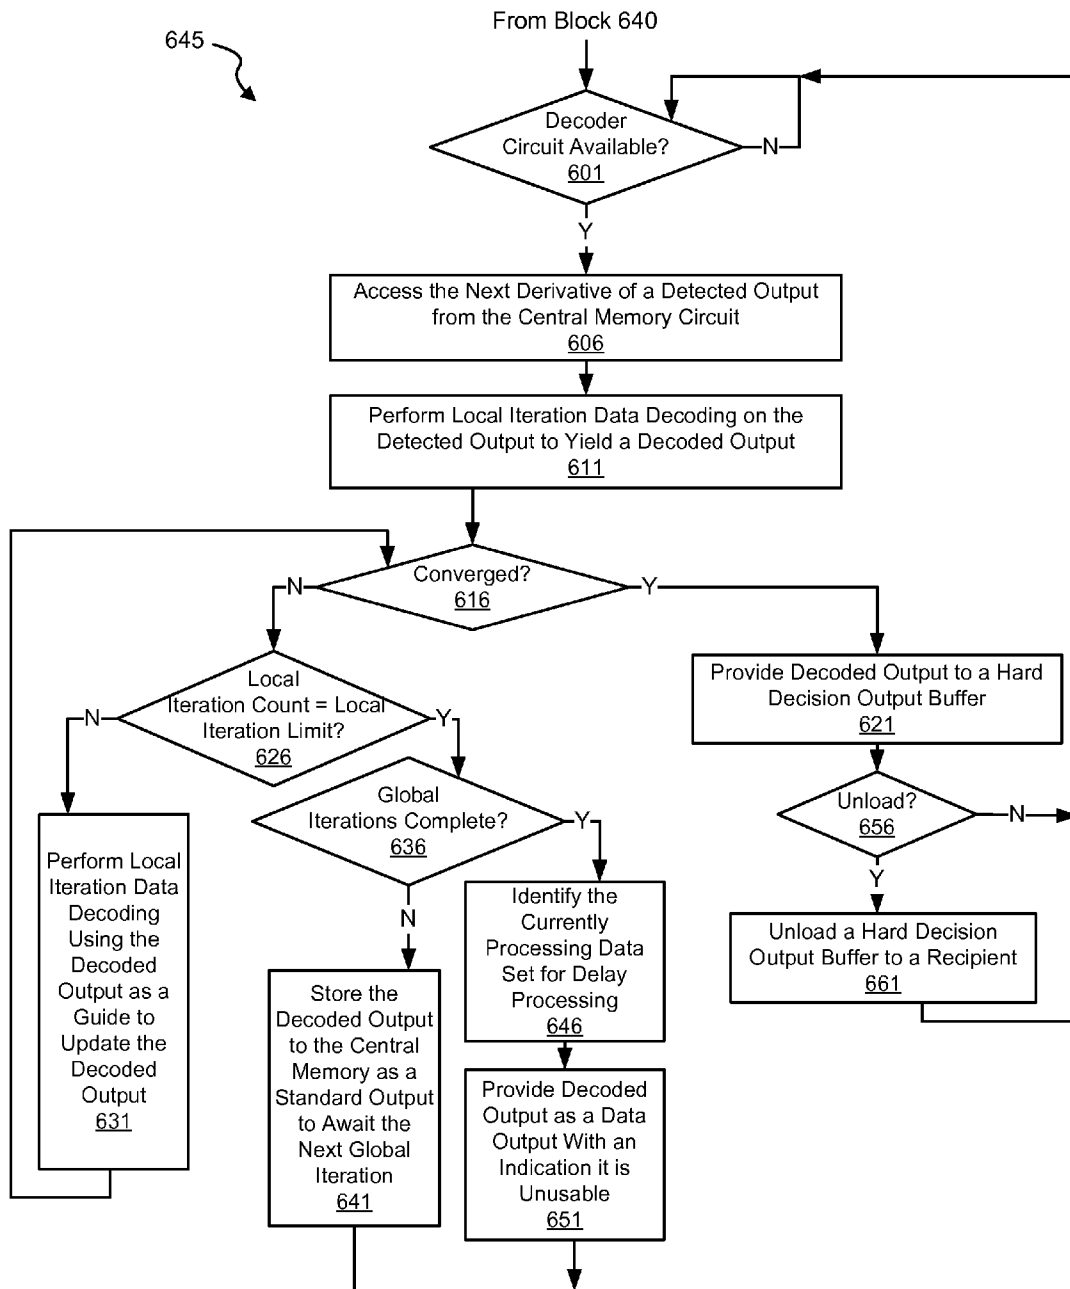 From Block 640
645
Decoder
Circuit Available?
601
N
Y
Access the Next Derivative of a Detected Output
from the Central Memory Circuit
606
Perform Local Iteration Data Decoding on the
Detected Output to Yield a Decoded Output
611
Converged?
616
N
Y
Local
Iteration Count = Local
Iteration Limit?
626
N
Y
Provide Decoded Output to a Hard
Decision Output Buffer
621
Unload?
656
N
Y
Unload a Hard Decision
Output Buffer to a Recipient
661
Global
Iterations Complete?
636
Y
N
Perform Local
Iteration Data
Decoding
Using the
Decoded
Output as a
Guide to
Update the
Decoded
Output
631
Identify the
Currently
Processing Data
Set for Delay
Processing
646
Store the
Decoded Output
to the Central
Memory as a
Standard Output
to Await the
Next Global
Iteration
641
Provide Decoded
Output as a Data
Output With an
Indication it is
Unusable
651